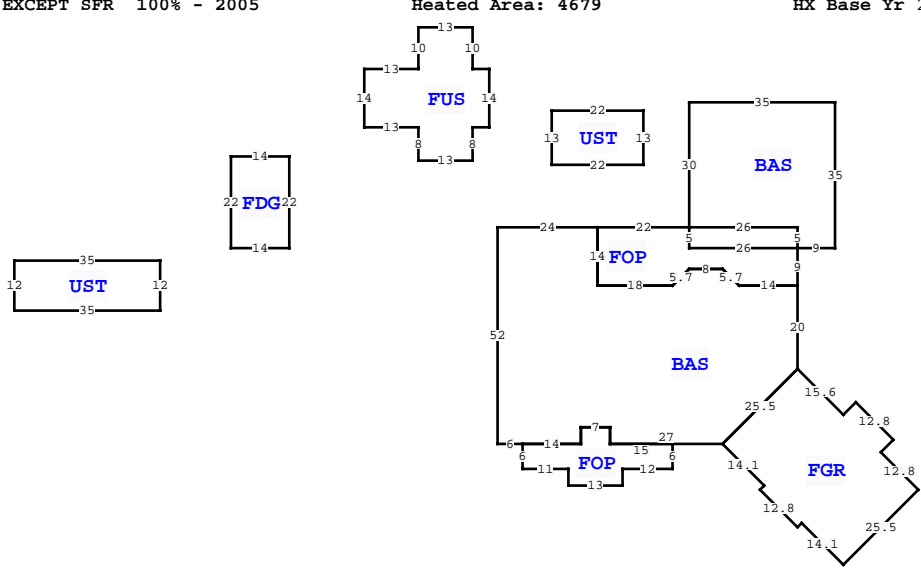 EXCEPT SFR 100% - 2005 Heated Area: 4679 HX Base Yr
13
10 10
13
14 FUS 14
13
8 8
13
22
13 UST 13
22
35
30 BAS 35
14
22 FDG 22
14
24 22 26
5 5
26 9
14 FOP
5.7 8 5.7 9
18 14
35
12 UST 12
35
20
52
BAS
25.5 15.6
12.8
7
6 14 15 27
6 FOP 6
11 12
13
14.1 FGR 12.8
12.8
25.5
14.1